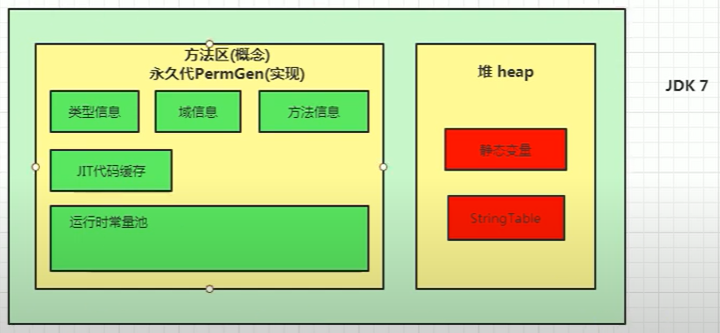 方法区(概念)
永久代PermGen(实现)
堆 heap
JDK 7
类型信息
域信息
方法信息
静态变量
JIT代码缓存
运行时常量池
StringTable